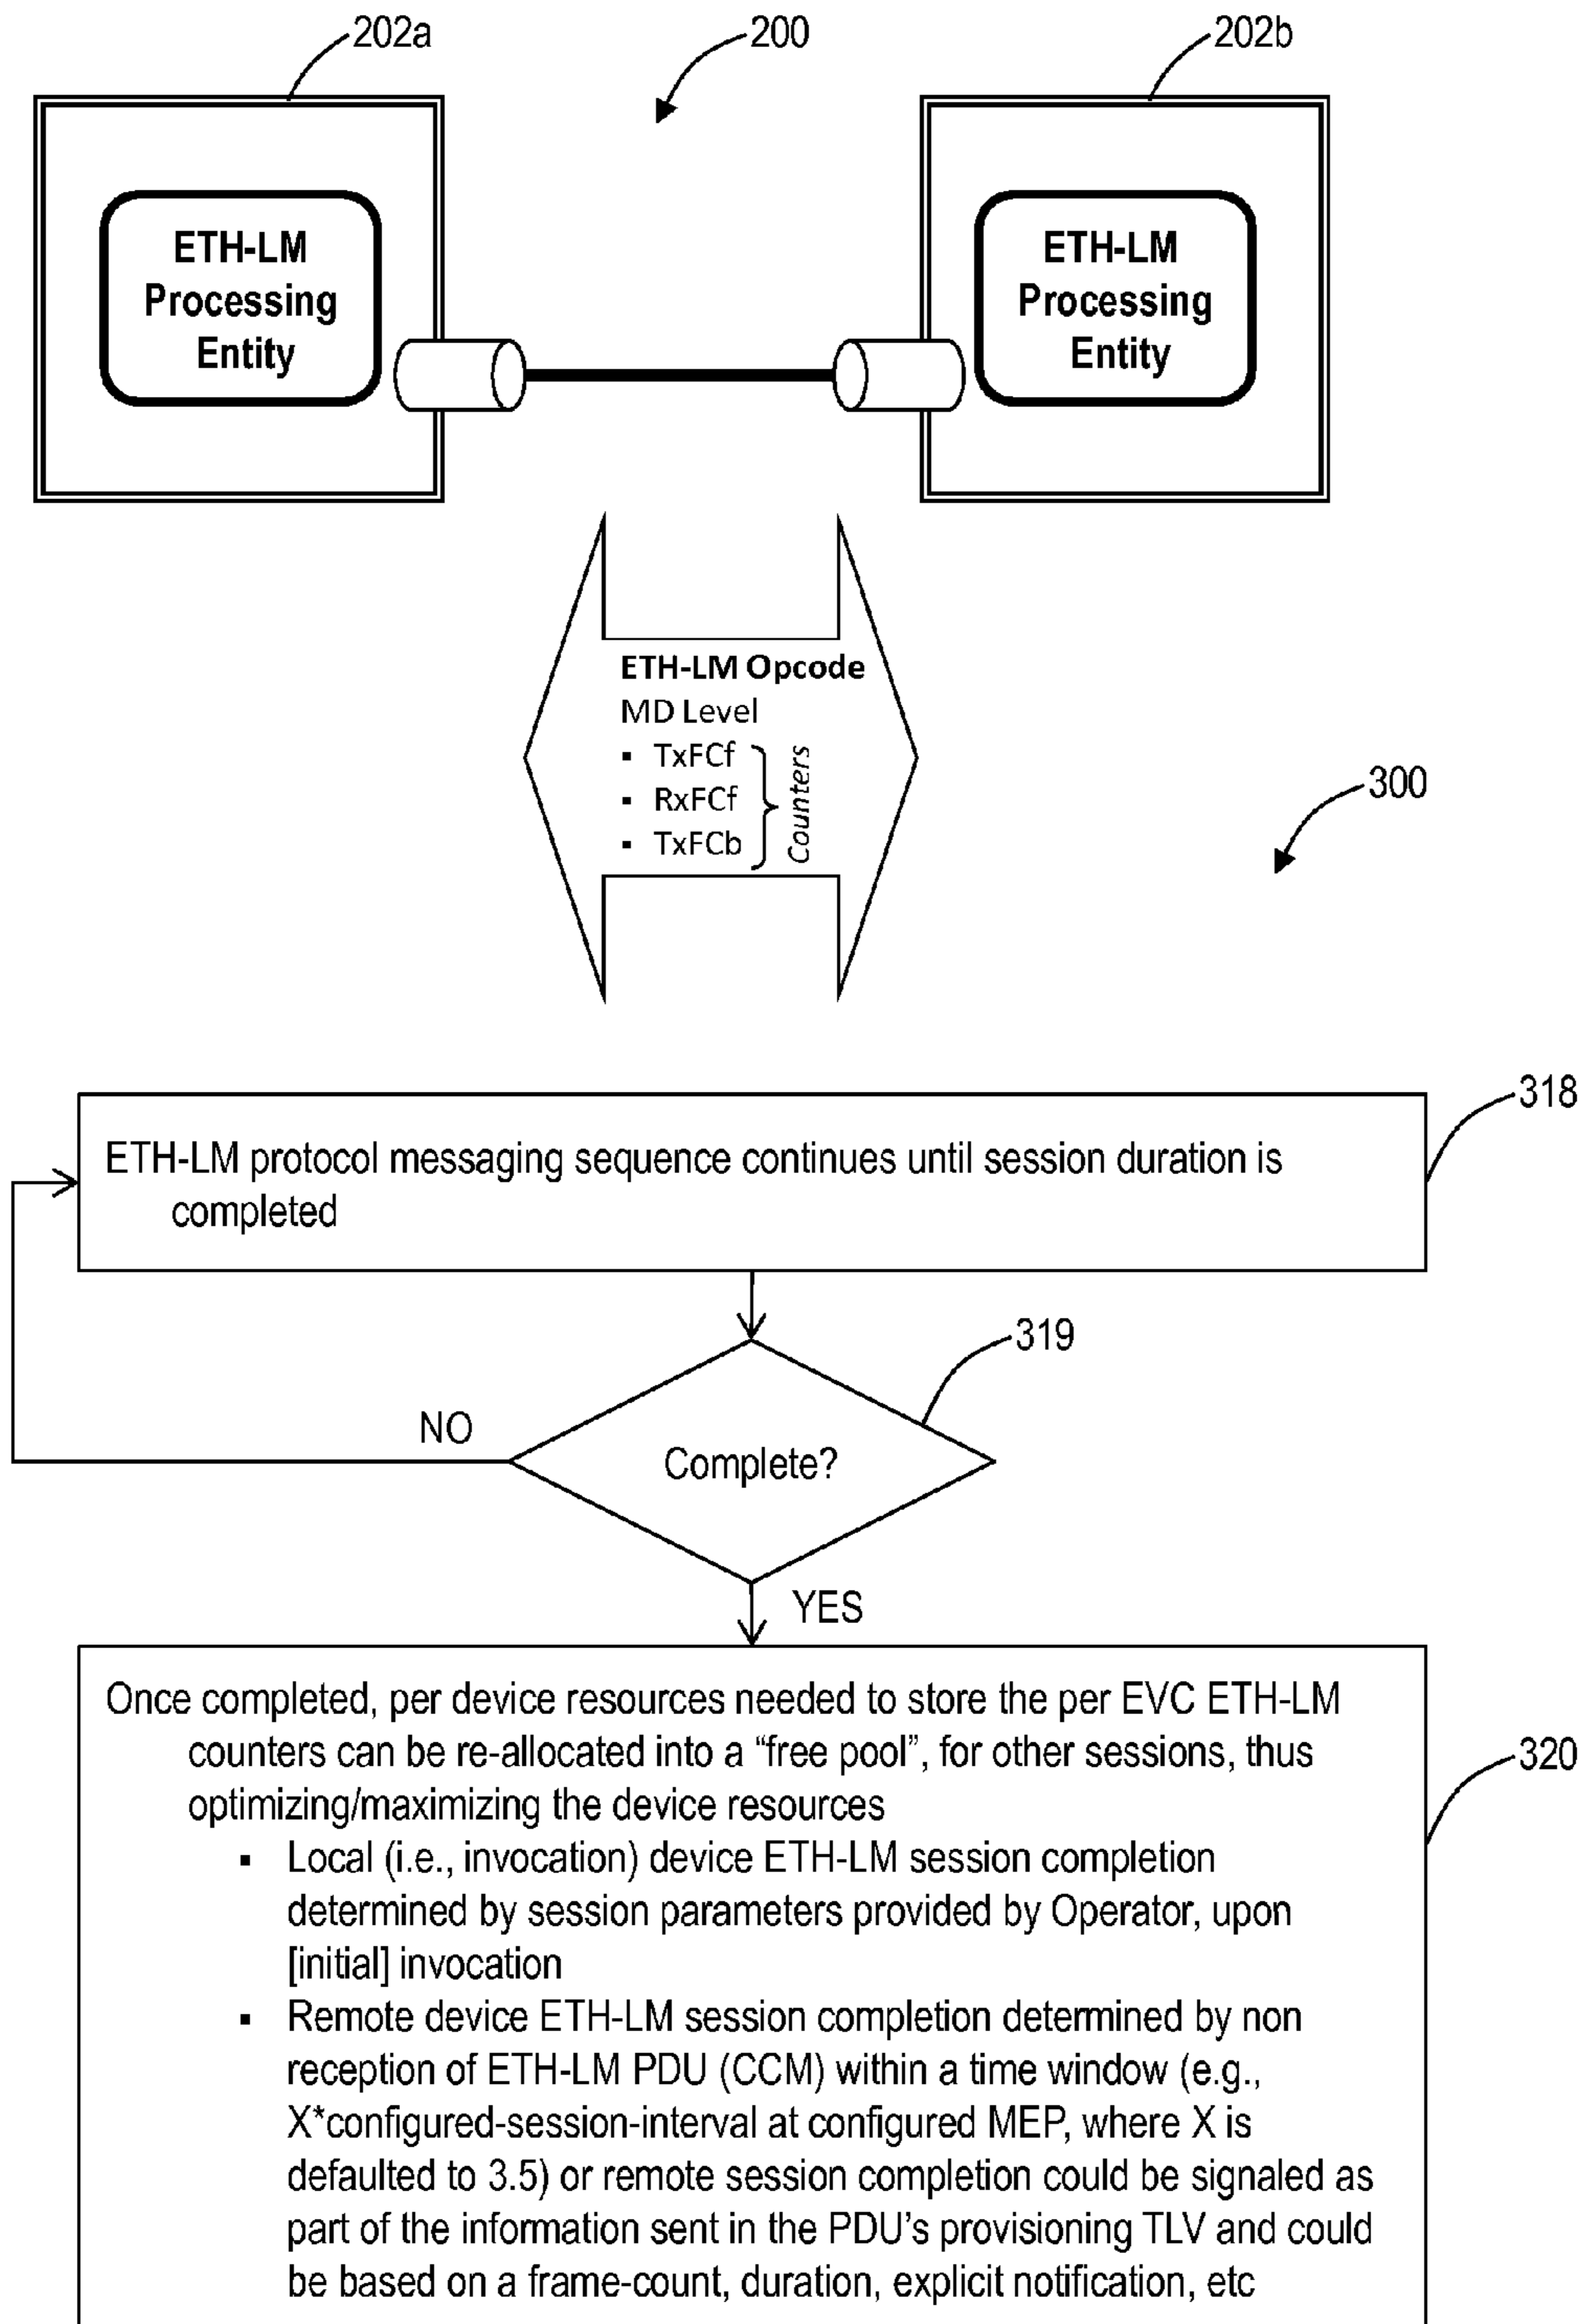 202a
200
202b
ETH-LM
Processing
Entity
ETH-LM
Processing
Entity
ETH-LM Opcode
MD Level
▪ TxFCf
▪ RxFCf
▪ TxFCb
Counters
300
318
ETH-LM protocol messaging sequence continues until session duration is
completed
319
NO
Complete?
YES
320
Once completed, per device resources needed to store the per EVC ETH-LM
counters can be re-allocated into a “free pool”, for other sessions, thus
optimizing/maximizing the device resources
▪ Local (i.e., invocation) device ETH-LM session completion
determined by session parameters provided by Operator, upon
[initial] invocation
▪ Remote device ETH-LM session completion determined by non
reception of ETH-LM PDU (CCM) within a time window (e.g.,
X*configured-session-interval at configured MEP, where X is
defaulted to 3.5) or remote session completion could be signaled as
part of the information sent in the PDU’s provisioning TLV and could
be based on a frame-count, duration, explicit notification, etc